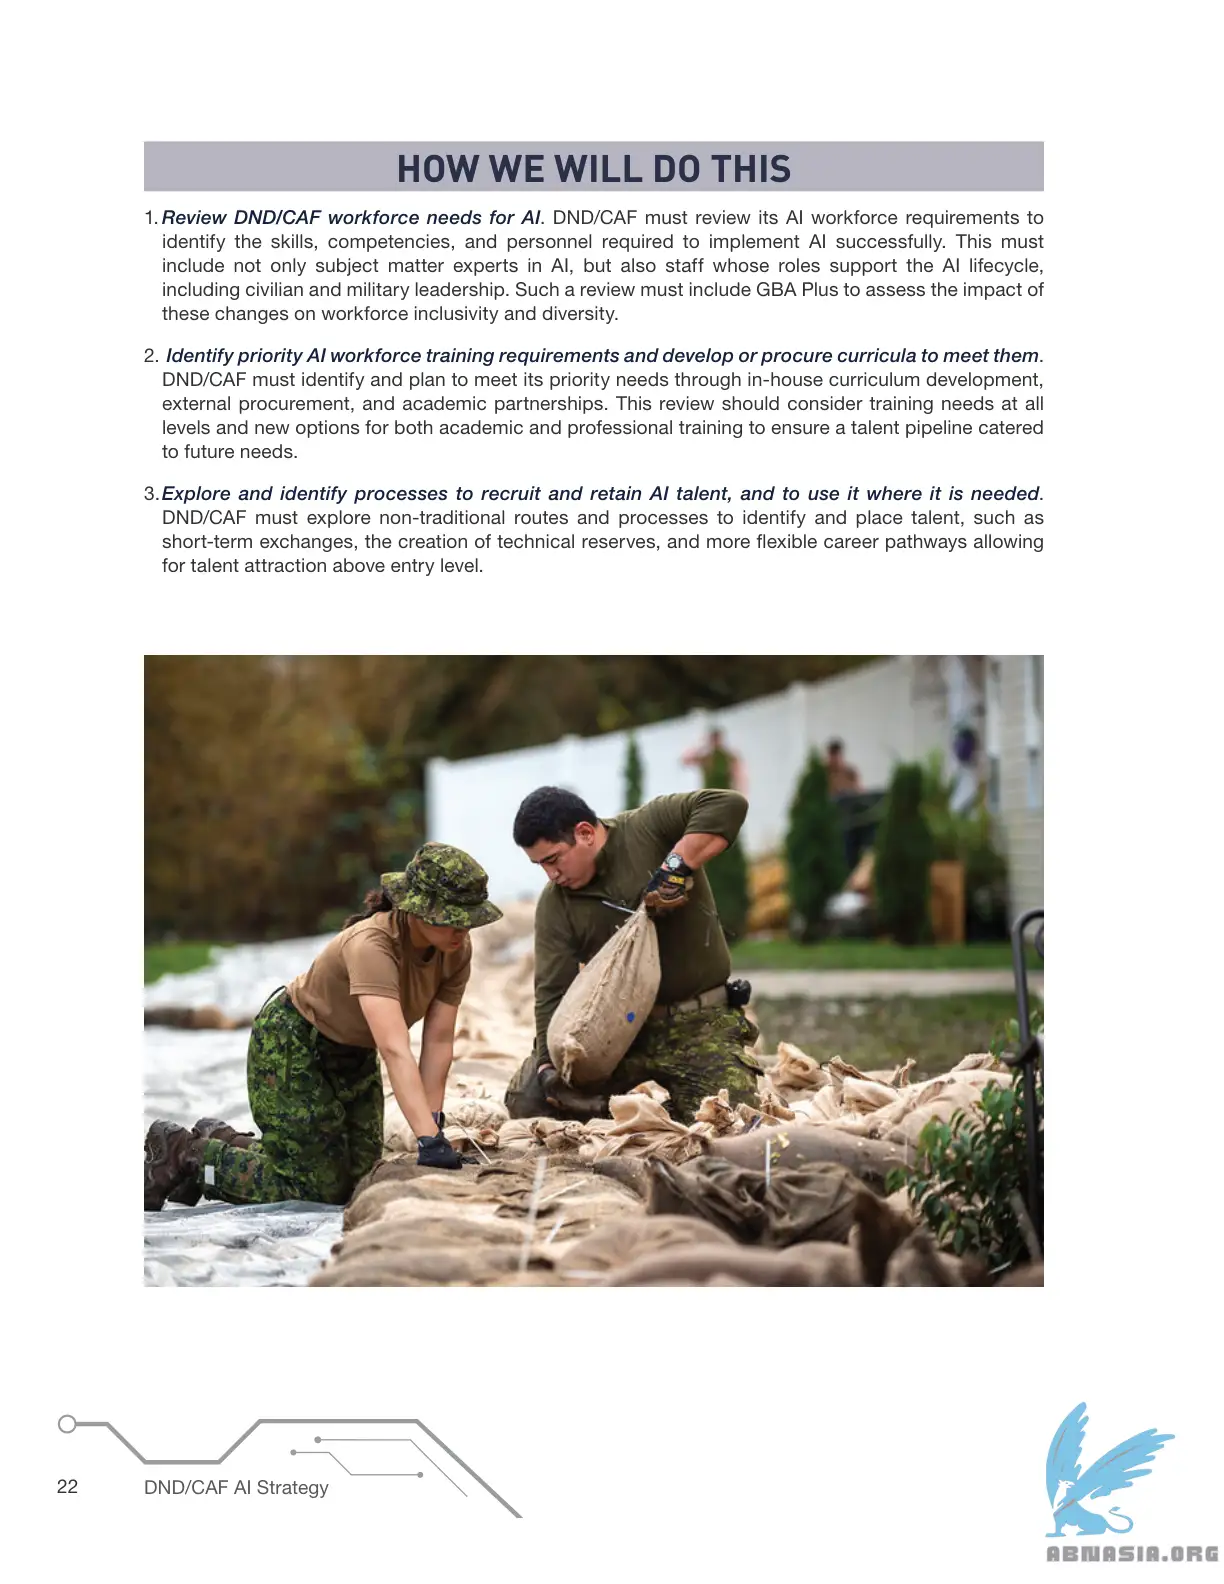 HOW WE WILL DO THIS
1. Review DND/CAF workforce needs for AI. DND/CAF must review its AI workforce requirements to
identify the skills, competencies, and personnel required to implement AI successfully. This must
include not only subject matter experts in AI, but also staff whose roles support the AI lifecycle,
including civilian and military leadership. Such a review must include GBA Plus to assess the impact of
these changes on workforce inclusivity and diversity.
2. Identify priority AI workforce training requirements and develop or procure curricula to meet them.
DND/CAF must identify and plan to meet its priority needs through in-house curriculum development,
external procurement, and academic partnerships. This review should consider training needs at all
levels and new options for both academic and professional training to ensure a talent pipeline catered
to future needs.
3. Explore and identify processes to recruit and retain AI talent, and to use it where it is needed.
DND/CAF must explore non-traditional routes and processes to identify and place talent, such as
short-term exchanges, the creation of technical reserves, and more flexible career pathways allowing
for talent attraction above entry level.
22 DND/CAF AI Strategy
ABNASIA.ORG